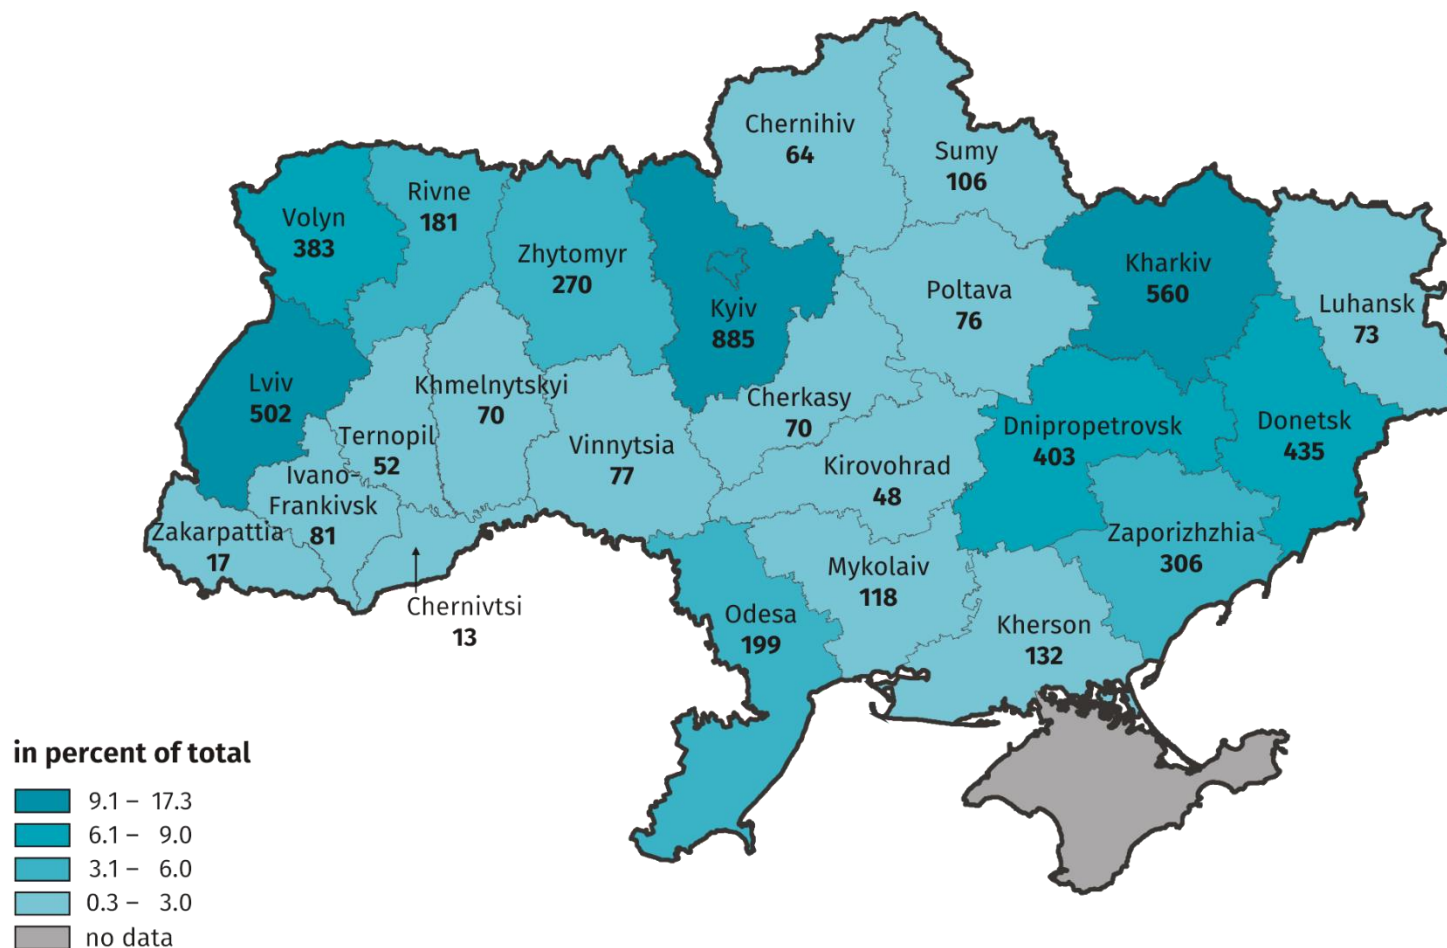 Chernihiv
64
Sumy
106
Rivne
181
Volyn
383
Zhytomyr
270
Kyiv
885
Poltava
76
Kharkiv
560
Luhansk
73
Lviv
502
Khmelnytskyi
70
Ternopil
52
Vinnytsia
77
Cherkasy
70
Kirovohrad
48
Dnipropetrovsk
403
Donetsk
435
Ivano-
Frankivsk
81
Zakarpattia
17
Chernivtsi
13
Odesa
199
Mykolaiv
118
Kherson
132
Zaporizhzhia
306
in percent of total
9.1 – 17.3
6.1 – 9.0
3.1 – 6.0
0.3 – 3.0
no data